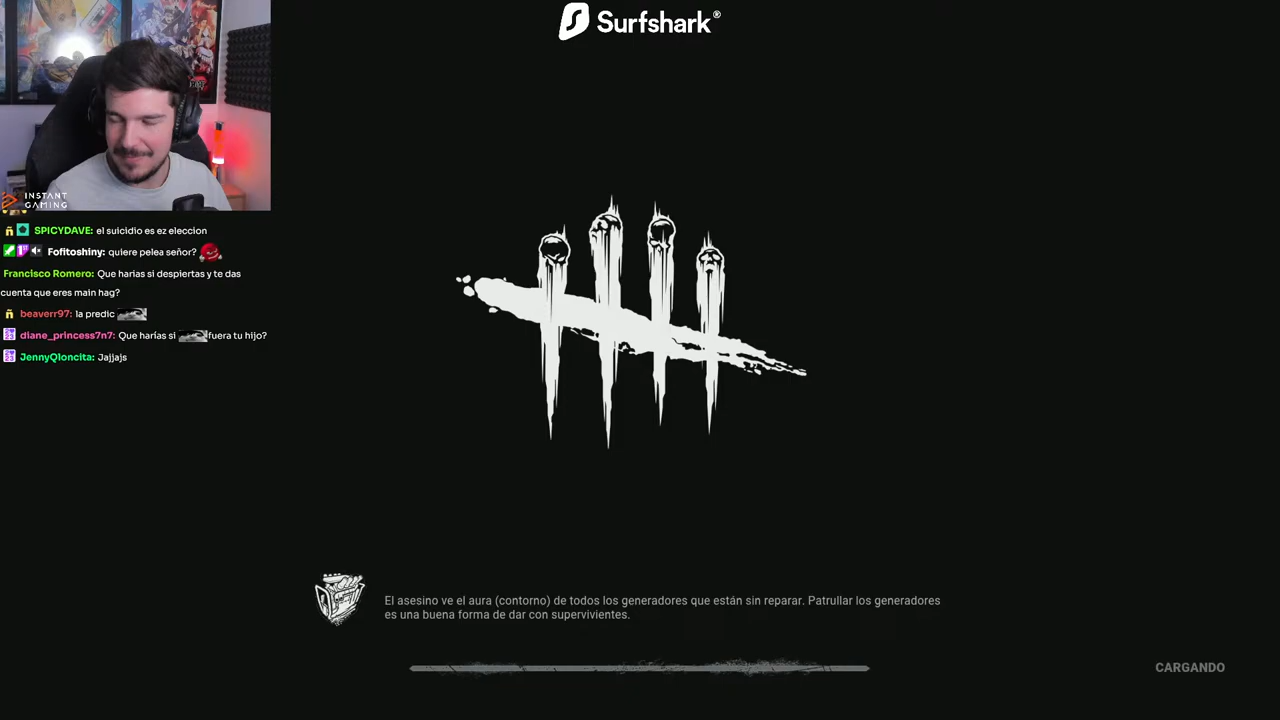 Surfshark®
INSTANT
GAMING
SPICYDAVE: el suicidio es ez eleccion
Fofitoshiny: quiere pelea señor?
Francisco Romero: Que harias si despiertas y te das
cuenta que eres main hag?
beaverr97: la predic
diane_princess7n7: Que harías si fuera tu hijo?
JennyQloncita: Jajjajs
El asesino ve el aura (contorno) de todos los generadores que están sin reparar. Patrullar los generadores
es una buena forma de dar con supervivientes.
CARGANDO